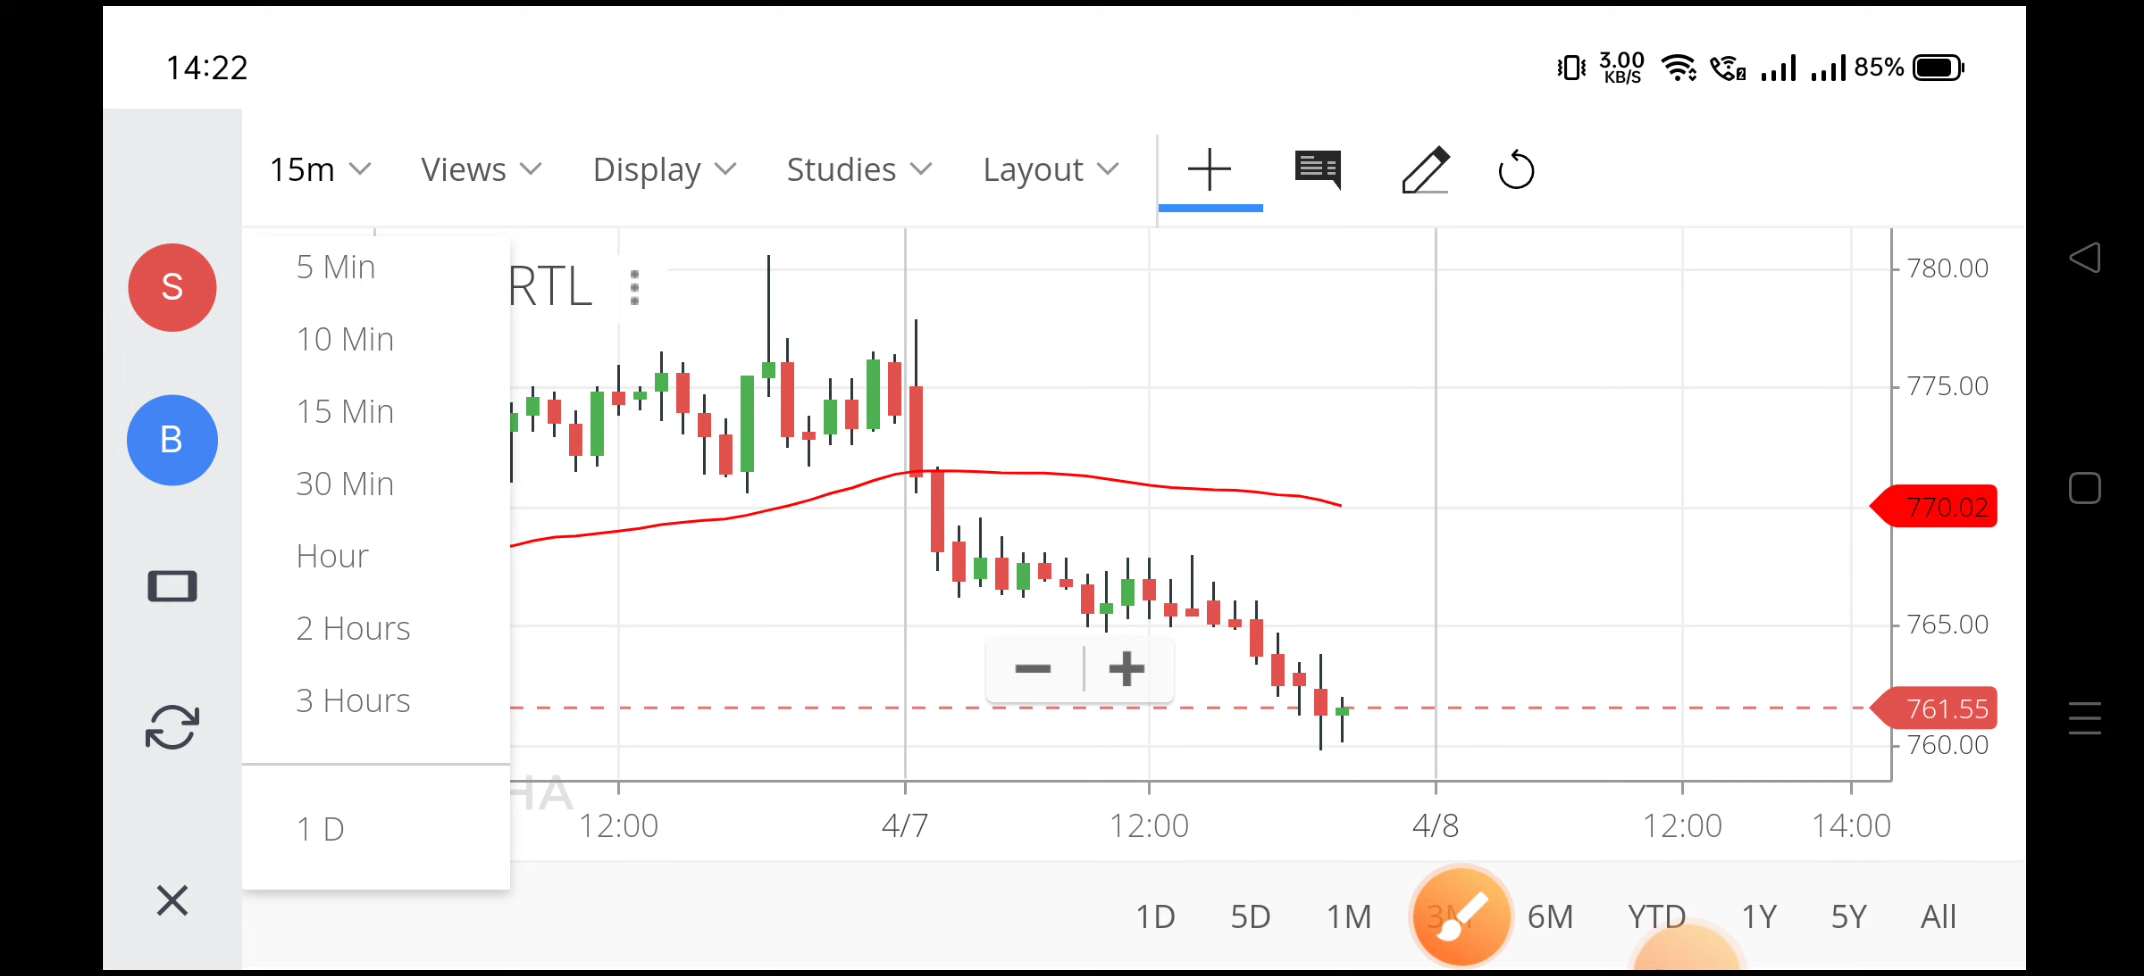 14:22
3.00 KB/S 85%
15m Views Display Studies Layout
S
B
5 Min
10 Min
15 Min
30 Min
Hour
2 Hours
3 Hours
1 D
RTL
780.00
775.00
770.02
765.00
761.55
760.00
HA
12:00 4/7 12:00 4/8 12:00 14:00
1D 5D 1M 3M 6M YTD 1Y 5Y All